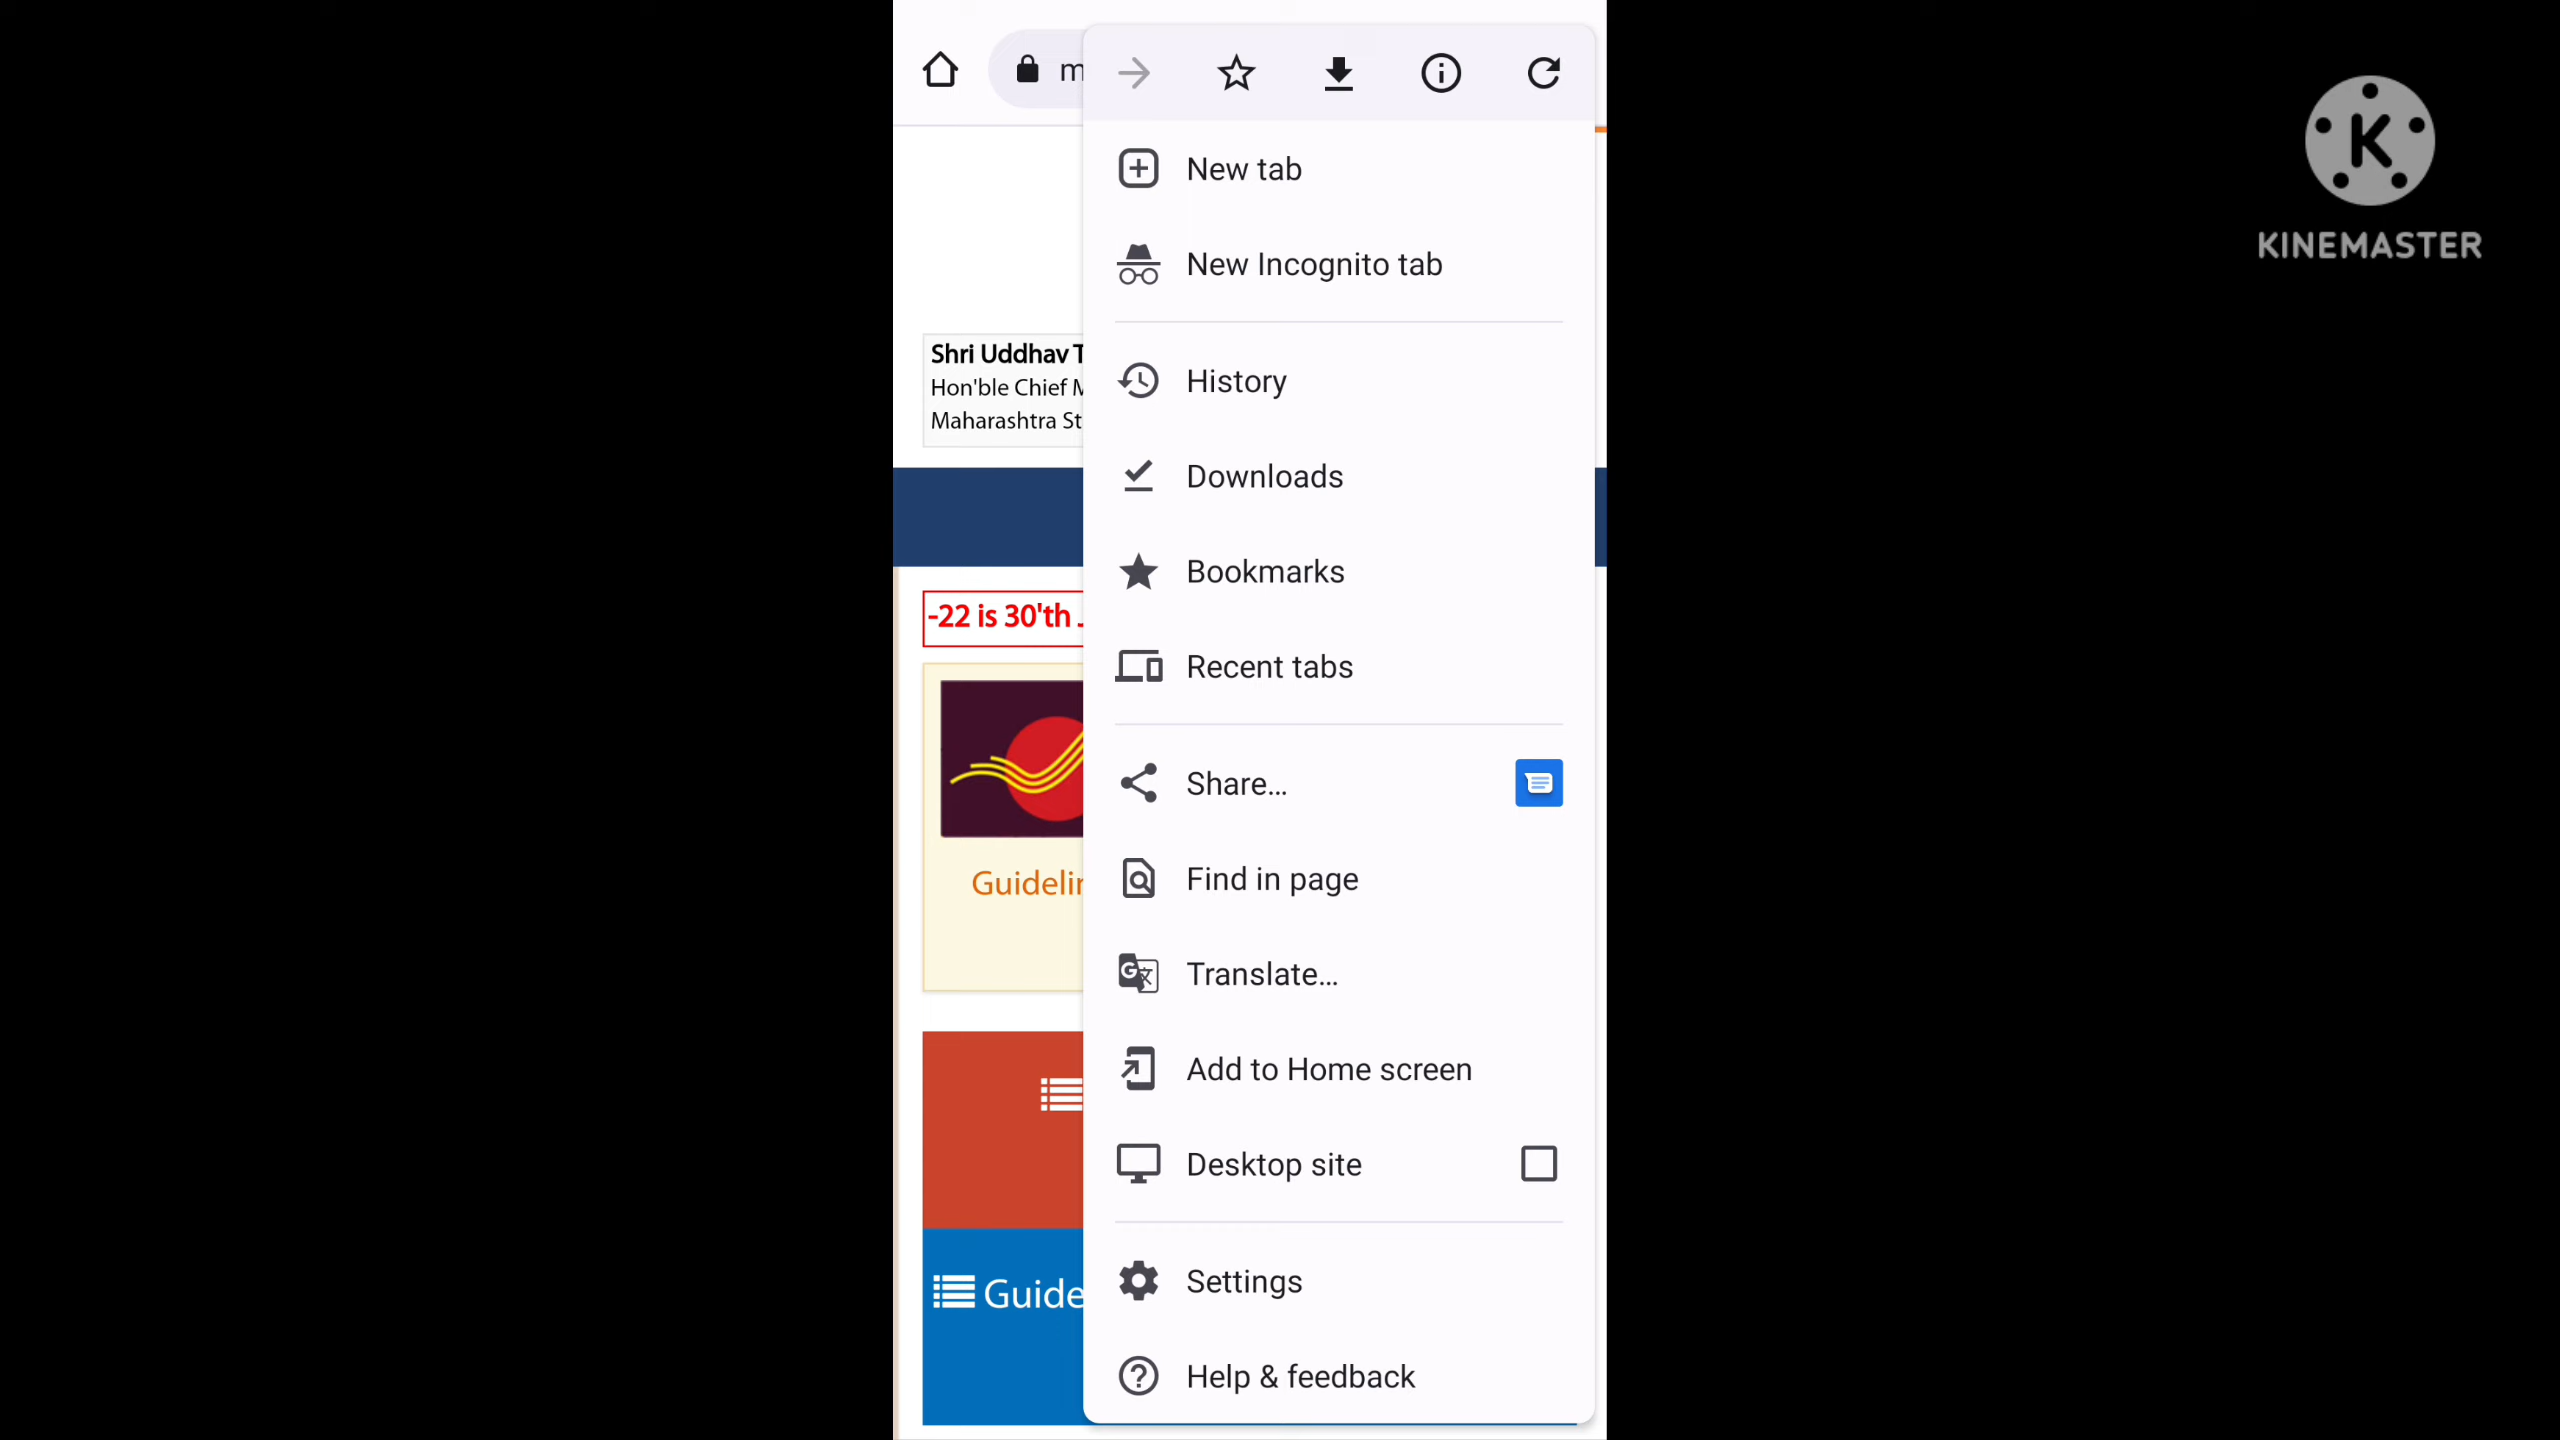 m
New tab
New Incognito tab
History
Downloads
Bookmarks
Recent tabs
Share...
Find in page
Translate...
Add to Home screen
Desktop site
Settings
Help & feedback
Shri Uddhav T
Hon'ble Chief M
Maharashtra St
-22 is 30'th
Guidelin
Guide
K
KINEMASTER